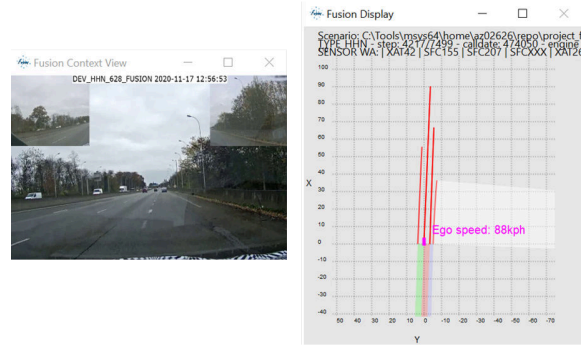 Fusion Display
Scenario: C:\Tools\msys64\home\az02626\repo\project_f
TYPE HHN - step: 4217/7499 - calldate: 474050 - engine
SENSOR WA: | XAT42 | SFC155 | SFC207 | SFCXXX | XAT26
Fusion Context View
DEV_HHN_628_FUSION 2020-11-17 12:56:53
100
90
80
70
60
50
40
30
20
10
0
-10
-20
-30
-40
X
Ego speed: 88kph
50 40 30 20 10 0 -10 -20 -30 -40 -50 -60 -70
Y